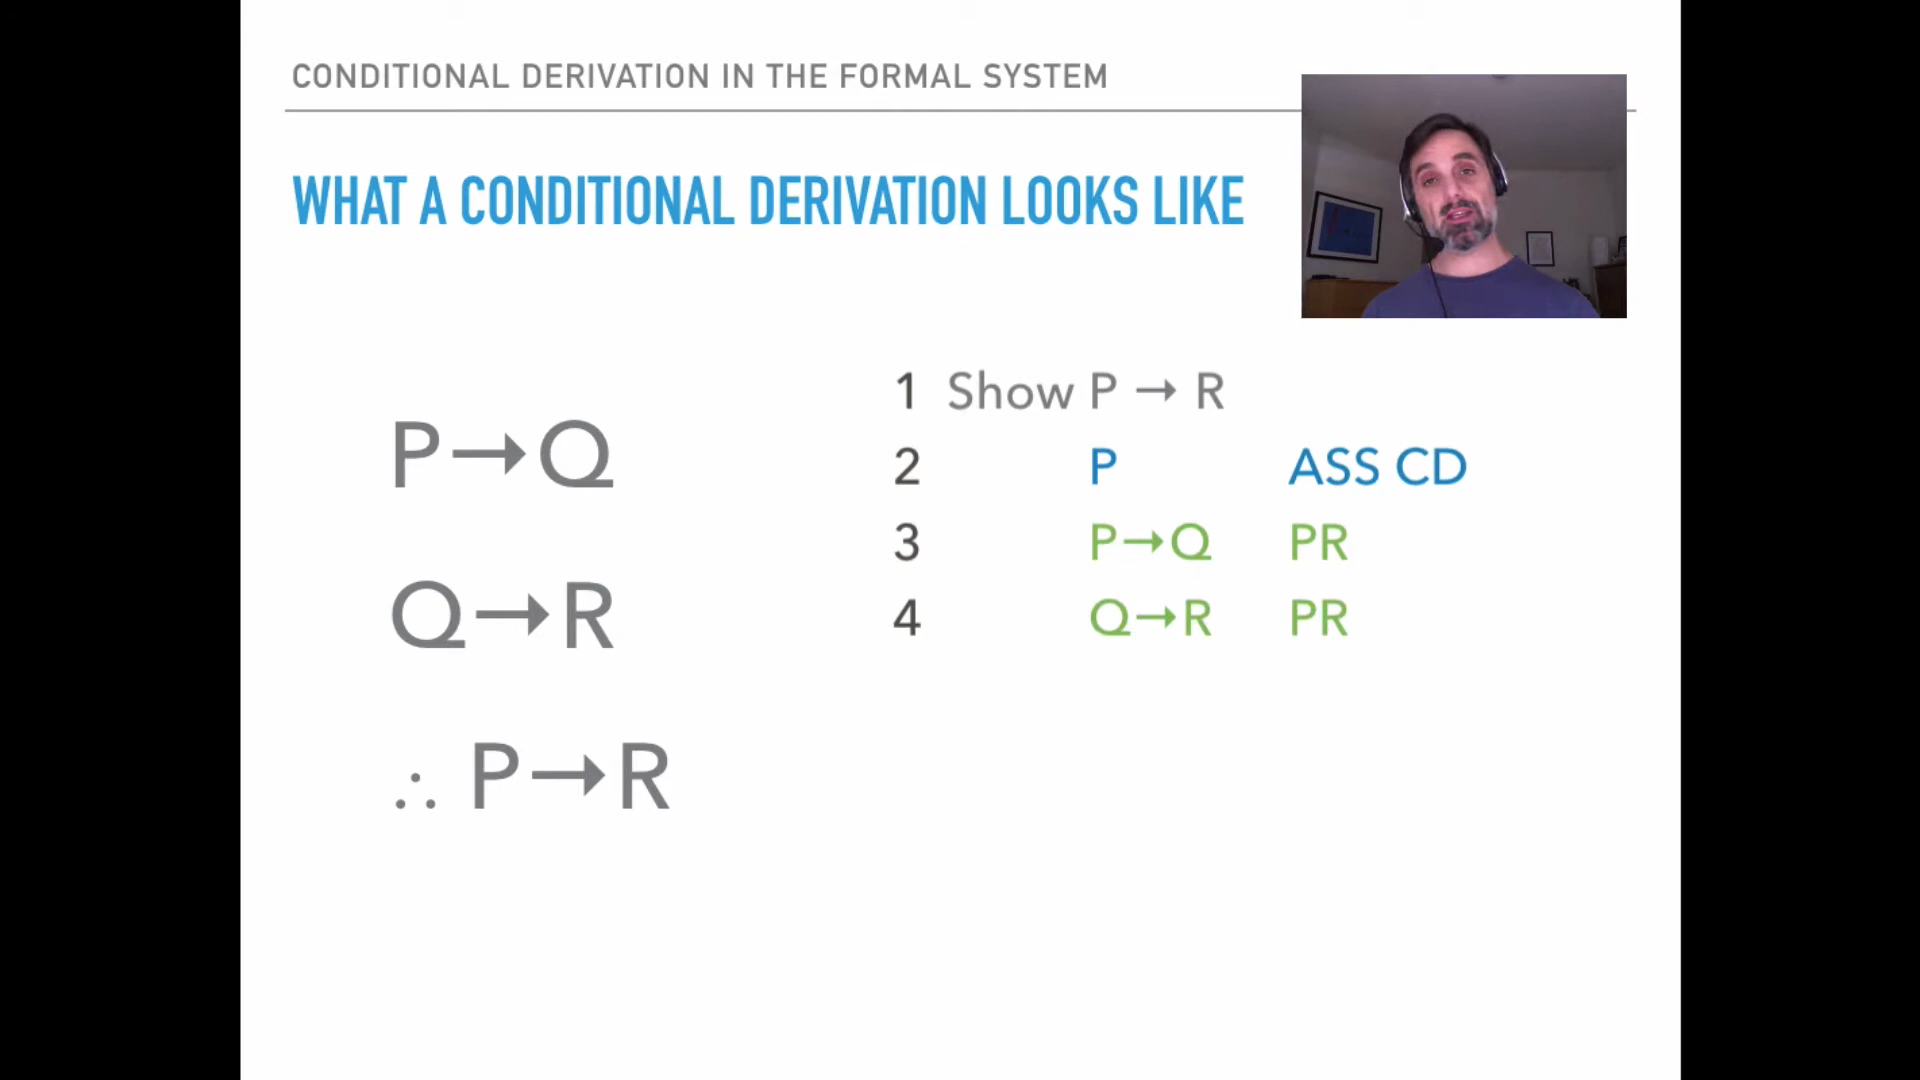 CONDITIONAL DERIVATION IN THE FORMAL SYSTEM
WHAT A CONDITIONAL DERIVATION LOOKS LIKE
P→Q
Q→R
∴ P→R
1 Show P → R
2 P ASS CD
3 P→Q PR
4 Q→R PR